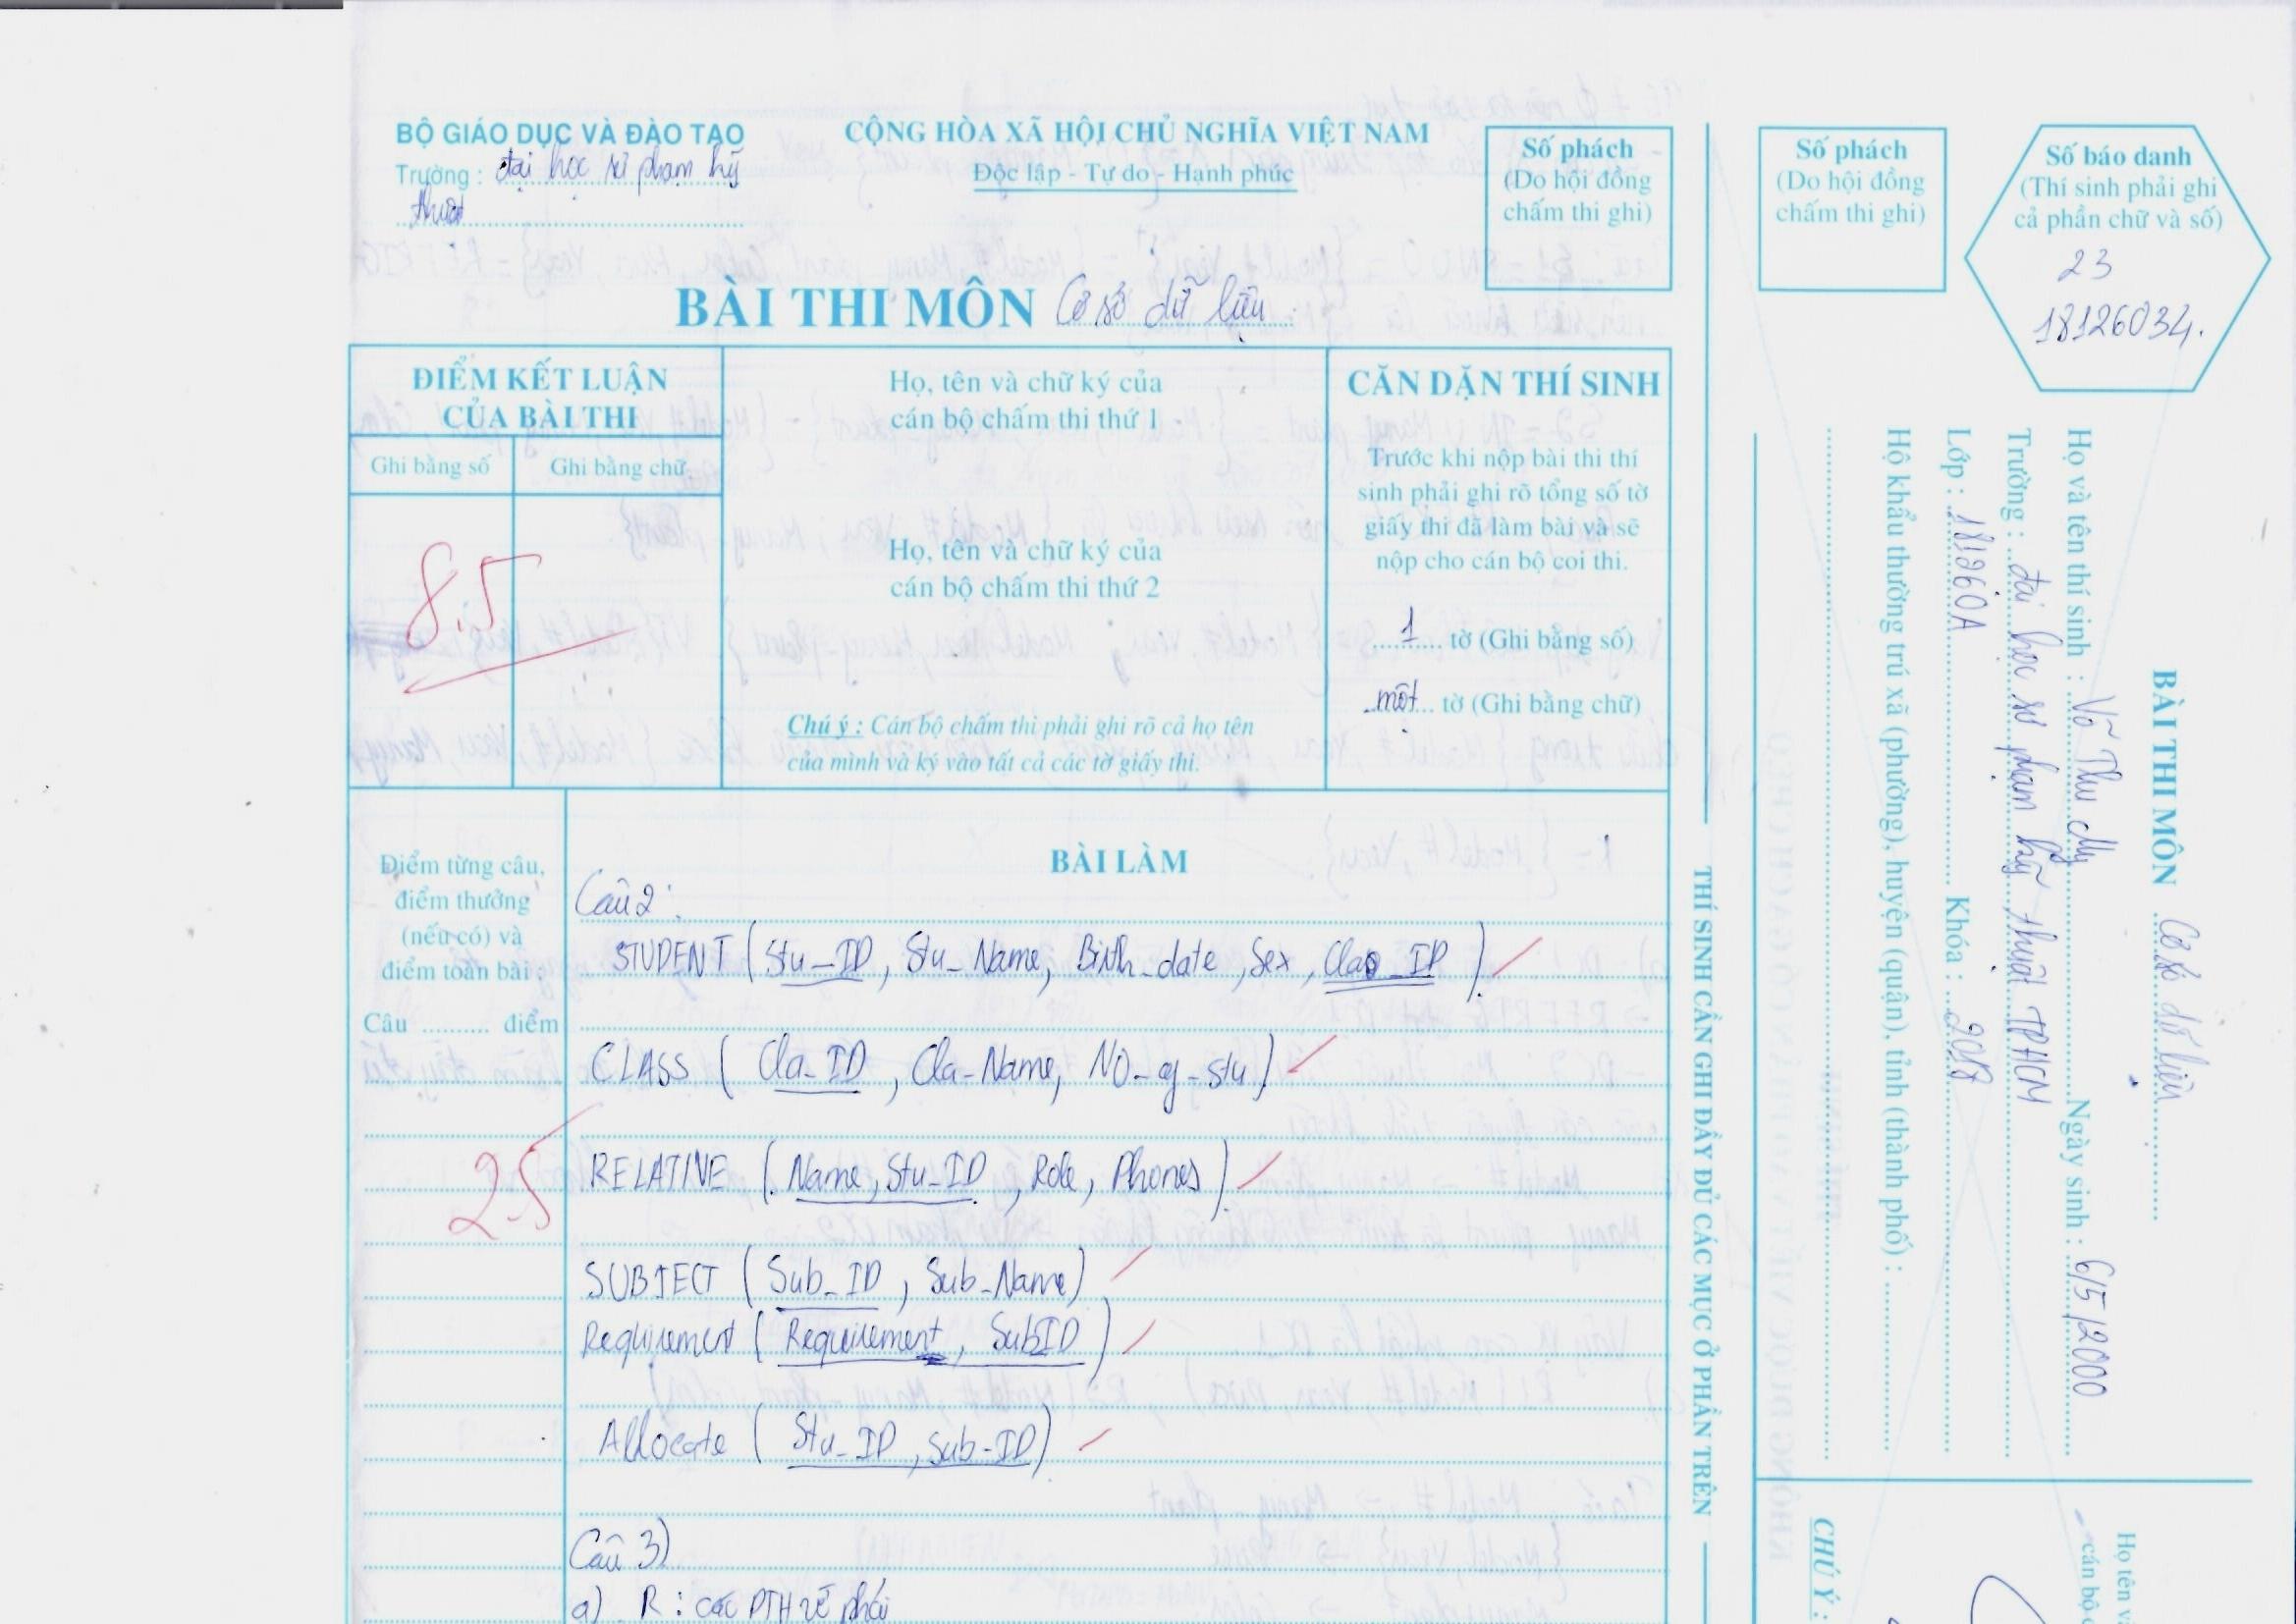 BỘ GIÁO DỤC VÀ ĐÀO TẠO
Trường : đại học sư phạm kỹ
thuật
CỘNG HÒA XÃ HỘI CHỦ NGHĨA VIỆT NAM
Độc lập - Tự do - Hạnh phúc
Số phách
(Do hội đồng
chấm thi ghi)
BÀI THI MÔN Cơ sở dữ liệu
ĐIỂM KẾT LUẬN
CỦA BÀI THI
Ghi bằng số
Ghi bằng chữ
8.5
Họ, tên và chữ ký của
cán bộ chấm thi thứ 1
Họ, tên và chữ ký của
cán bộ chấm thi thứ 2
Chú ý : Cán bộ chấm thi phải ghi rõ cả họ tên
của mình và ký vào tất cả các tờ giấy thi.
CĂN DẶN THÍ SINH
Trước khi nộp bài thi thí
sinh phải ghi rõ tổng số tờ
giấy thi đã làm bài và sẽ
nộp cho cán bộ coi thi.
1 tờ (Ghi bằng số)
một tờ (Ghi bằng chữ)
Điểm từng câu,
điểm thưởng
(nếu có) và
điểm toàn bài :
Câu .......... điểm
2.5
BÀI LÀM
Câu 2 :
STUDENT ( Stu_ID, Stu_Name, Birth_date, Sex, Clas_ID ).
CLASS ( Cla_ID , Cla-Name, NO_of_stu )
RELATIVE ( Name, Stu_ID , Role, Phones ).
SUBJECT ( Sub_ID , Sub_Name)
Requirement ( Requirement, SubID )
Allocate ( Stu_ID , Sub-ID )
Câu 3)
a) R : các PTH vế phải
THÍ SINH CẦN GHI ĐẦY ĐỦ CÁC MỤC Ở PHẦN TRÊN
Số phách
(Do hội đồng
chấm thi ghi)
Số báo danh
(Thí sinh phải ghi
cả phần chữ và số)
23
18126034.
BÀI THI MÔN Cơ sở dữ liệu
Họ và tên thí sinh : Võ Thu My Ngày sinh : 6/5/2000
Trường : đại học sư phạm kỹ thuật TPHCM
Lớp : 181260A Khóa : 2018
Hộ khẩu thường trú xã (phường), huyện (quận), tỉnh (thành phố) :
Họ tên và
cán bộ
CHÚ Ý :